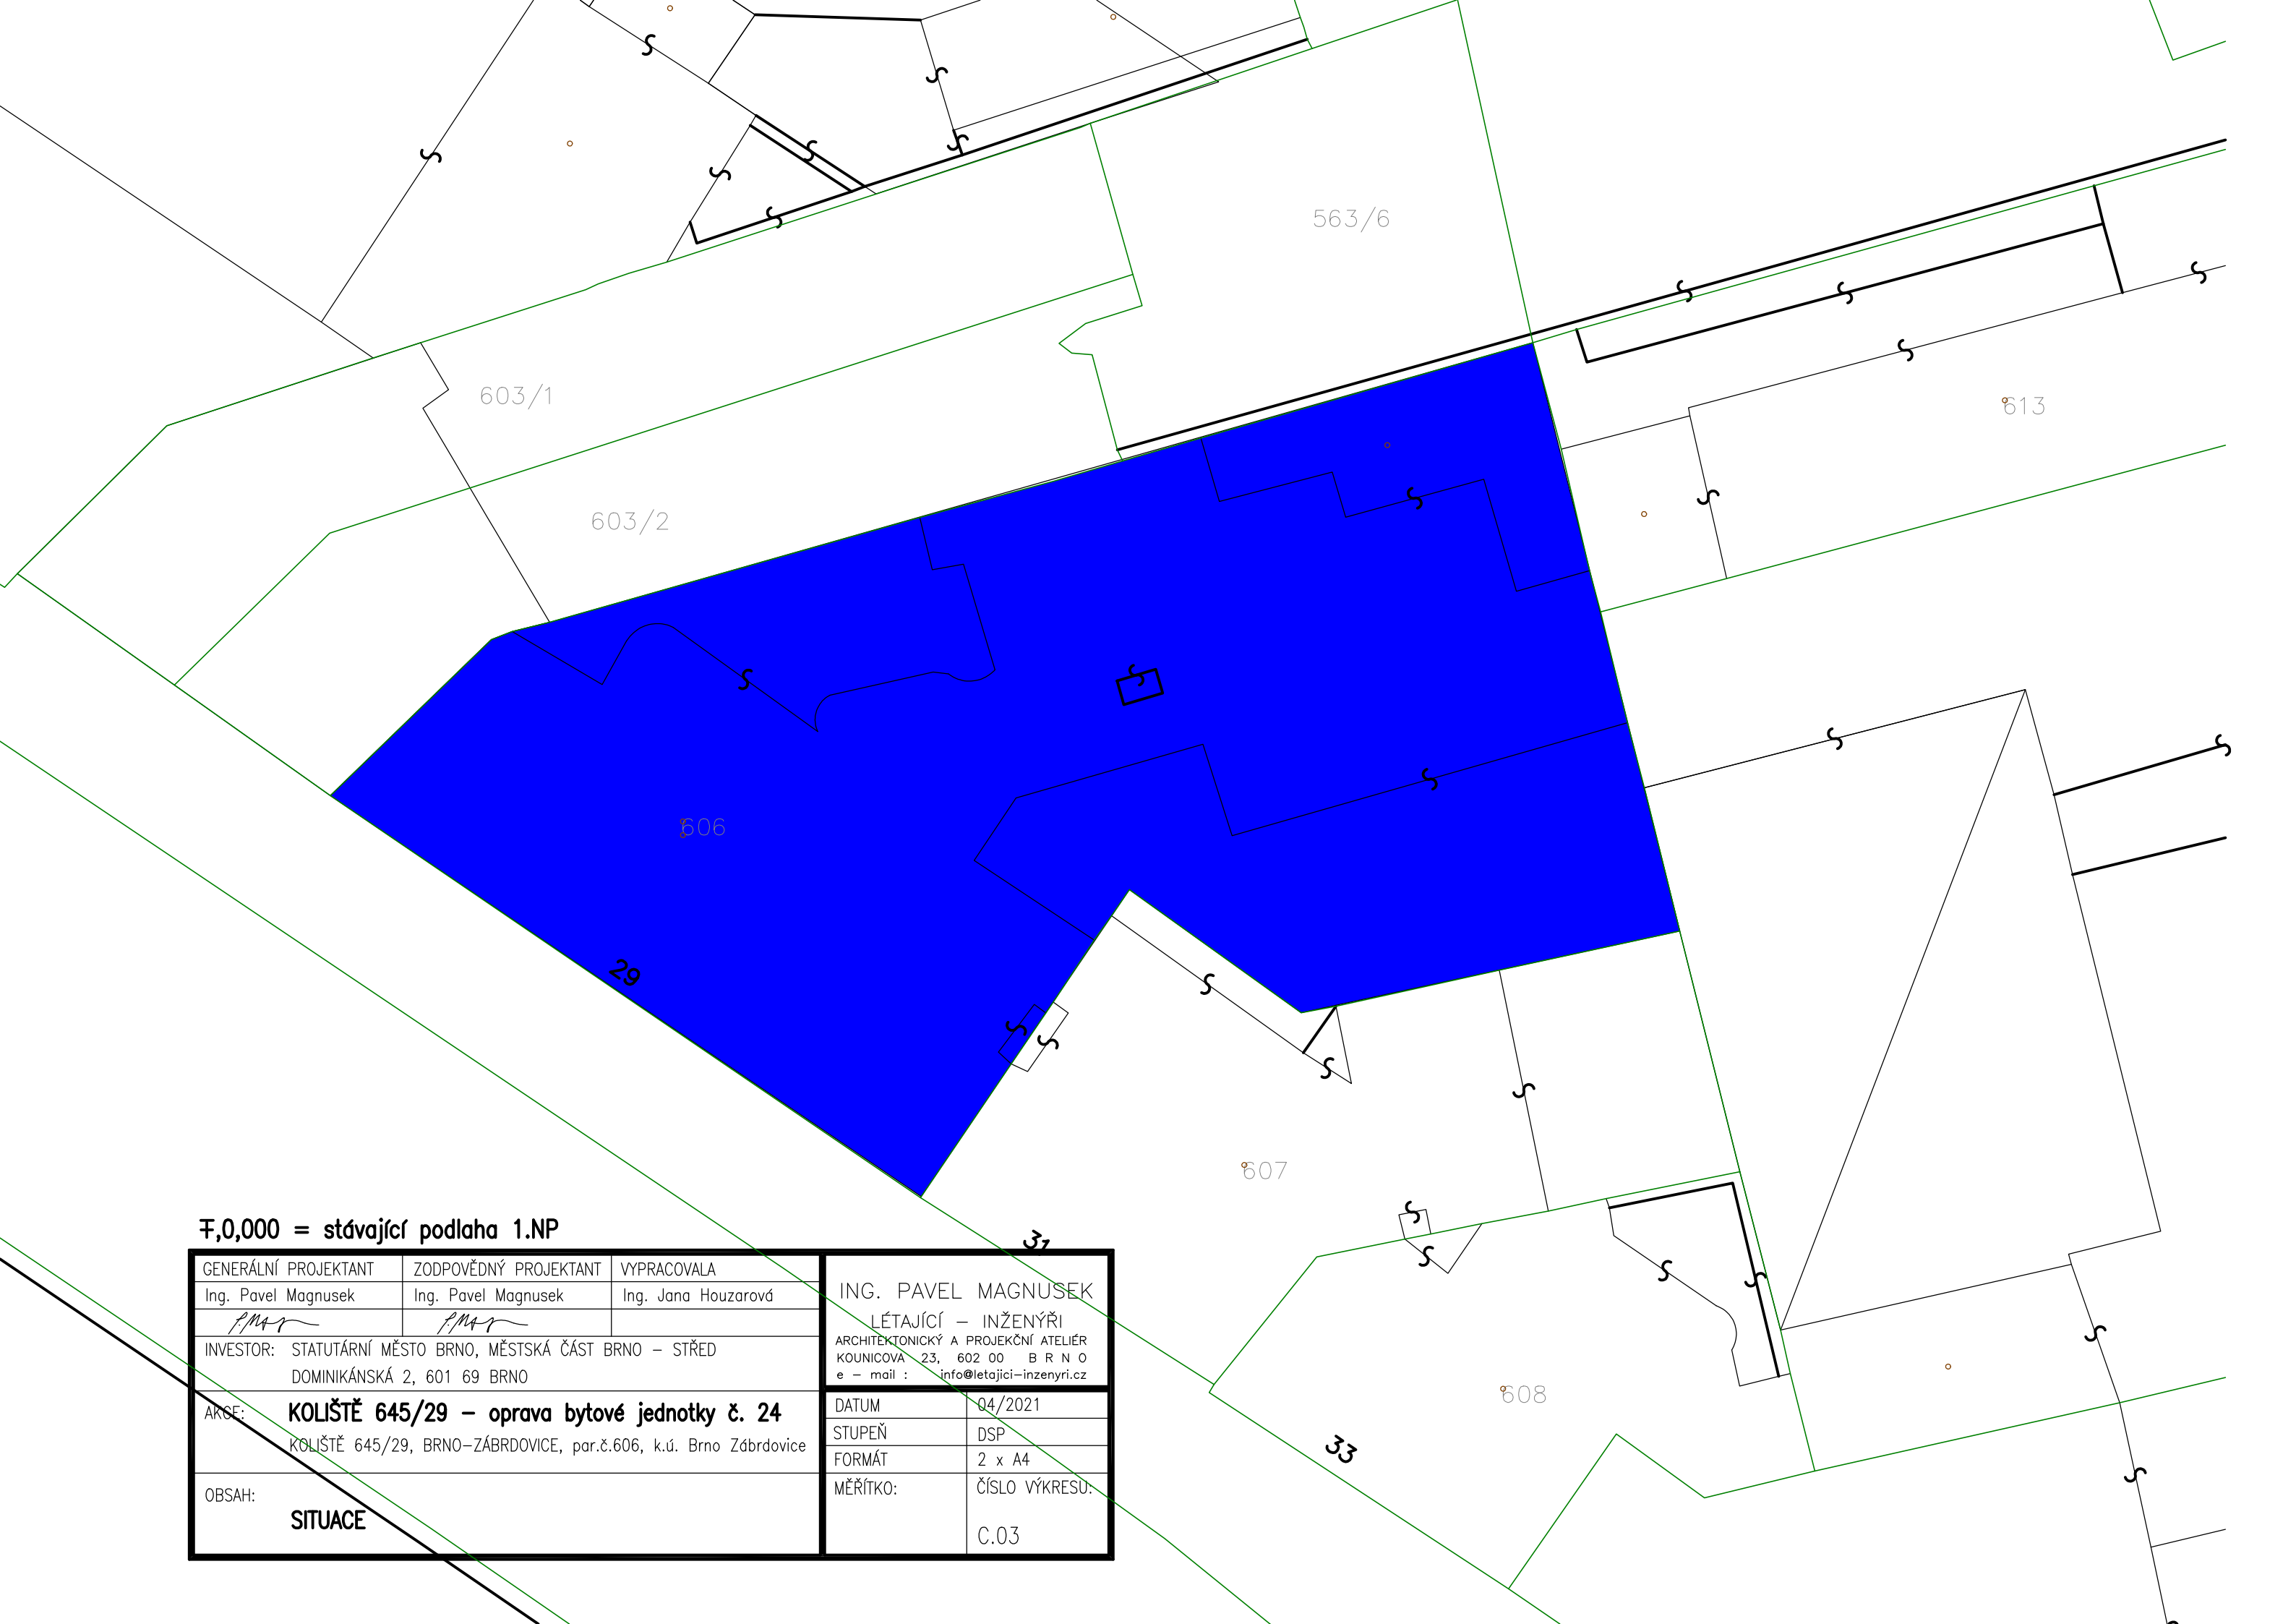 563/6
603/1
613
603/2
606
29
607
31
608
33
∓,0,000 = stávající podlaha 1.NP
GENERÁLNÍ PROJEKTANT ZODPOVĚDNÝ PROJEKTANT VYPRACOVALA
Ing. Pavel Magnusek Ing. Pavel Magnusek Ing. Jana Houzarová
INVESTOR: STATUTÁRNÍ MĚSTO BRNO, MĚSTSKÁ ČÁST BRNO – STŘED
DOMINIKÁNSKÁ 2, 601 69 BRNO
AKCE: KOLIŠTĚ 645/29 – oprava bytové jednotky č. 24
KOLIŠTĚ 645/29, BRNO–ZÁBRDOVICE, par.č.606, k.ú. Brno Zábrdovice
OBSAH:
SITUACE
ING. PAVEL MAGNUSEK
LÉTAJÍCÍ – INŽENÝŘI
ARCHITEKTONICKÝ A PROJEKČNÍ ATELIÉR
KOUNICOVA 23, 602 00 B R N O
e – mail : info@letajici–inzenyri.cz
DATUM 04/2021
STUPEŇ DSP
FORMÁT 2 x A4
MĚŘÍTKO: ČÍSLO VÝKRESU:
C.03